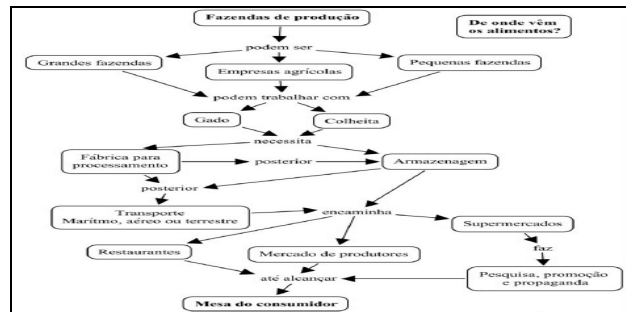 Fazendas de produção
De onde vêm
os alimentos?
podem ser
Grandes fazendas
Empresas agrícolas
Pequenas fazendas
podem trabalhar com
Gado
Colheita
necessita
Fábrica para
processamento
posterior
Armazenagem
posterior
Transporte
Marítmo, aéreo ou terrestre
encaminha
Supermercados
Restaurantes
Mercado de produtores
faz
até alcançar
Pesquisa, promoção
e propaganda
Mesa do consumidor